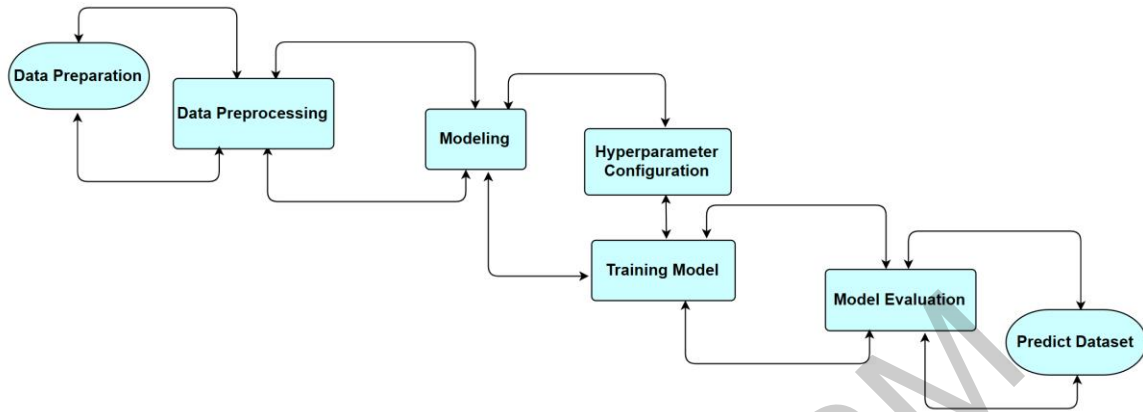 Data Preparation
Data Preprocessing
Modeling
Hyperparameter
Configuration
Training Model
Model Evaluation
Predict Dataset